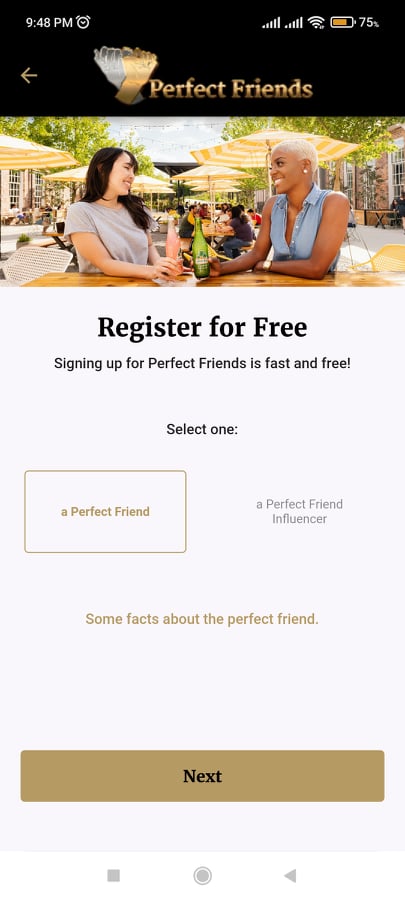 9:48 PM
75%
Perfect Friends
Register for Free
Signing up for Perfect Friends is fast and free!
Select one:
a Perfect Friend
a Perfect Friend
Influencer
Some facts about the perfect friend.
Next